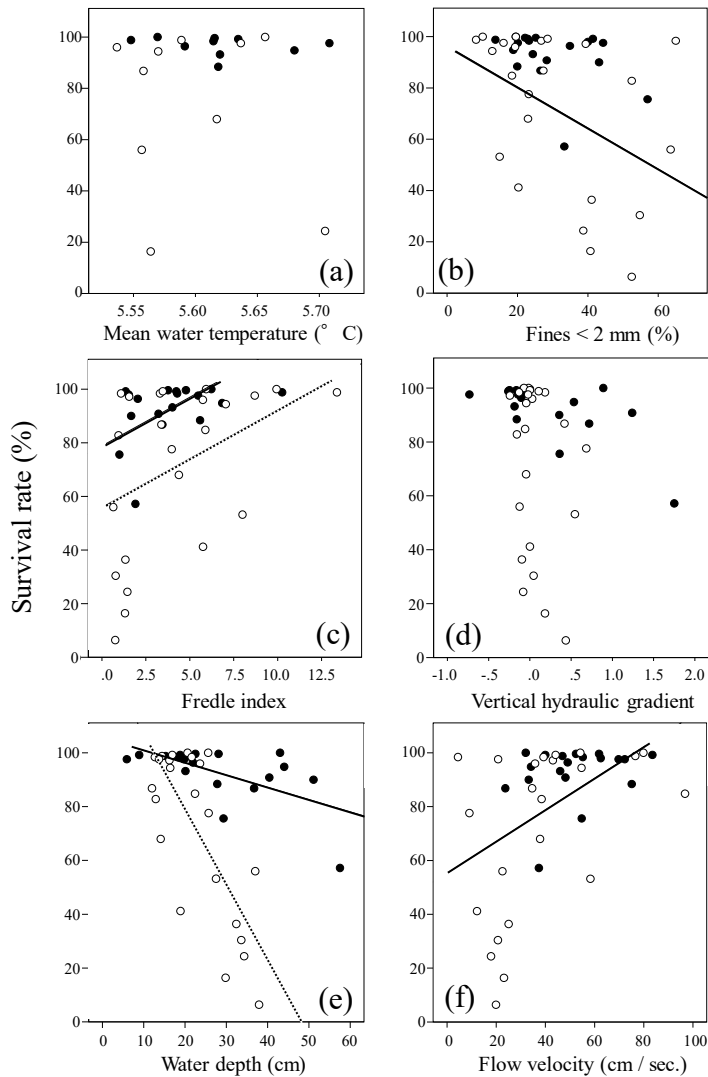 100
80
60
40
20
0
(a)
5.55 5.60 5.65 5.70
Mean water temperature (° C)
100
80
60
40
20
0
(b)
0 20 40 60
Fines < 2 mm (%)
Survival rate (%)
100
80
60
40
20
0
(c)
.0 2.5 5.0 7.5 10.0 12.5
Fredle index
100
80
60
40
20
0
(d)
-1.0 -.5 .0 .5 1.0 1.5 2.0
Vertical hydraulic gradient
100
80
60
40
20
0
(e)
0 10 20 30 40 50 60
Water depth (cm)
100
80
60
40
20
0
(f)
0 20 40 60 80 100
Flow velocity (cm / sec.)